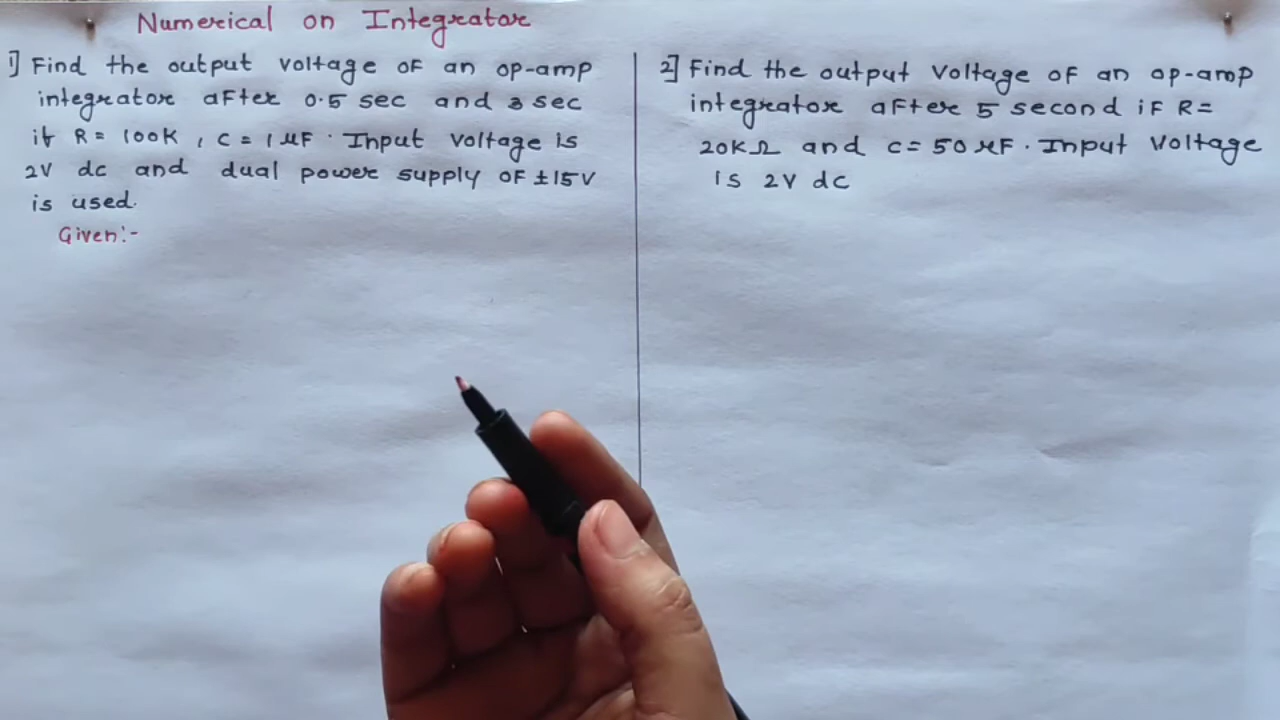 Numerical on Integrator
1] Find the output voltage of an op-amp
integrator after 0.5 sec and 3 sec
if R = 100K , C = 1 μF . Input voltage is
2V dc and dual power supply of ±15V
is used.
Given:-
2] Find the output voltage of an op-amp
integrator after 5 second if R=
20KΩ and C = 50 μF . Input voltage
is 2V dc